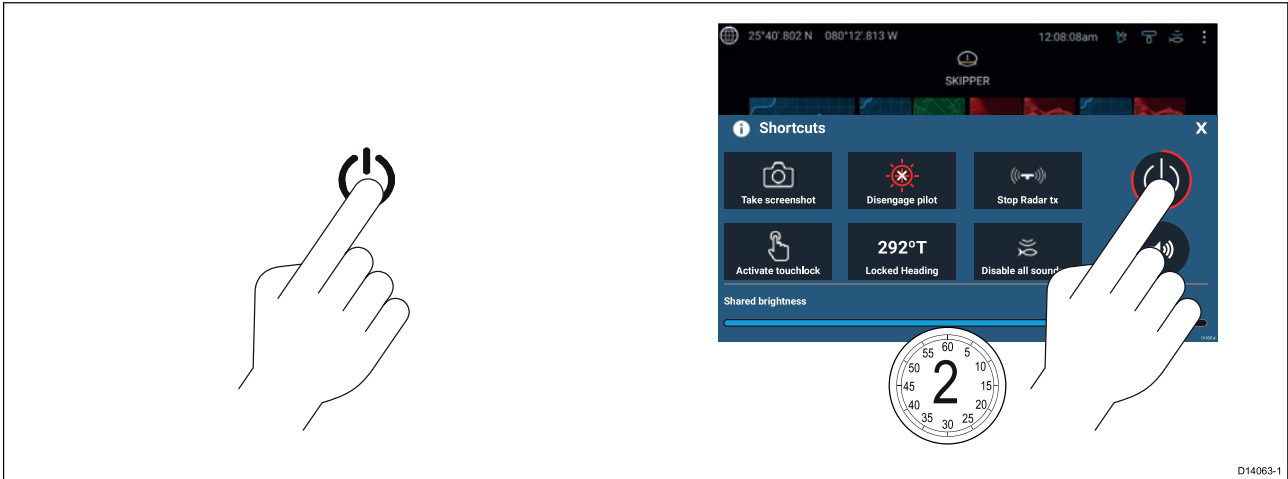 25°40'.802 N 080°12'.813 W 12:08:08am
SKIPPER
Shortcuts X
Take screenshot Disengage pilot Stop Radar tx
292°T
Activate touchlock Locked Heading Disable all sound
Shared brightness
60
55 5
50 10
2
45 15
40 20
35 25
30
D14063-1